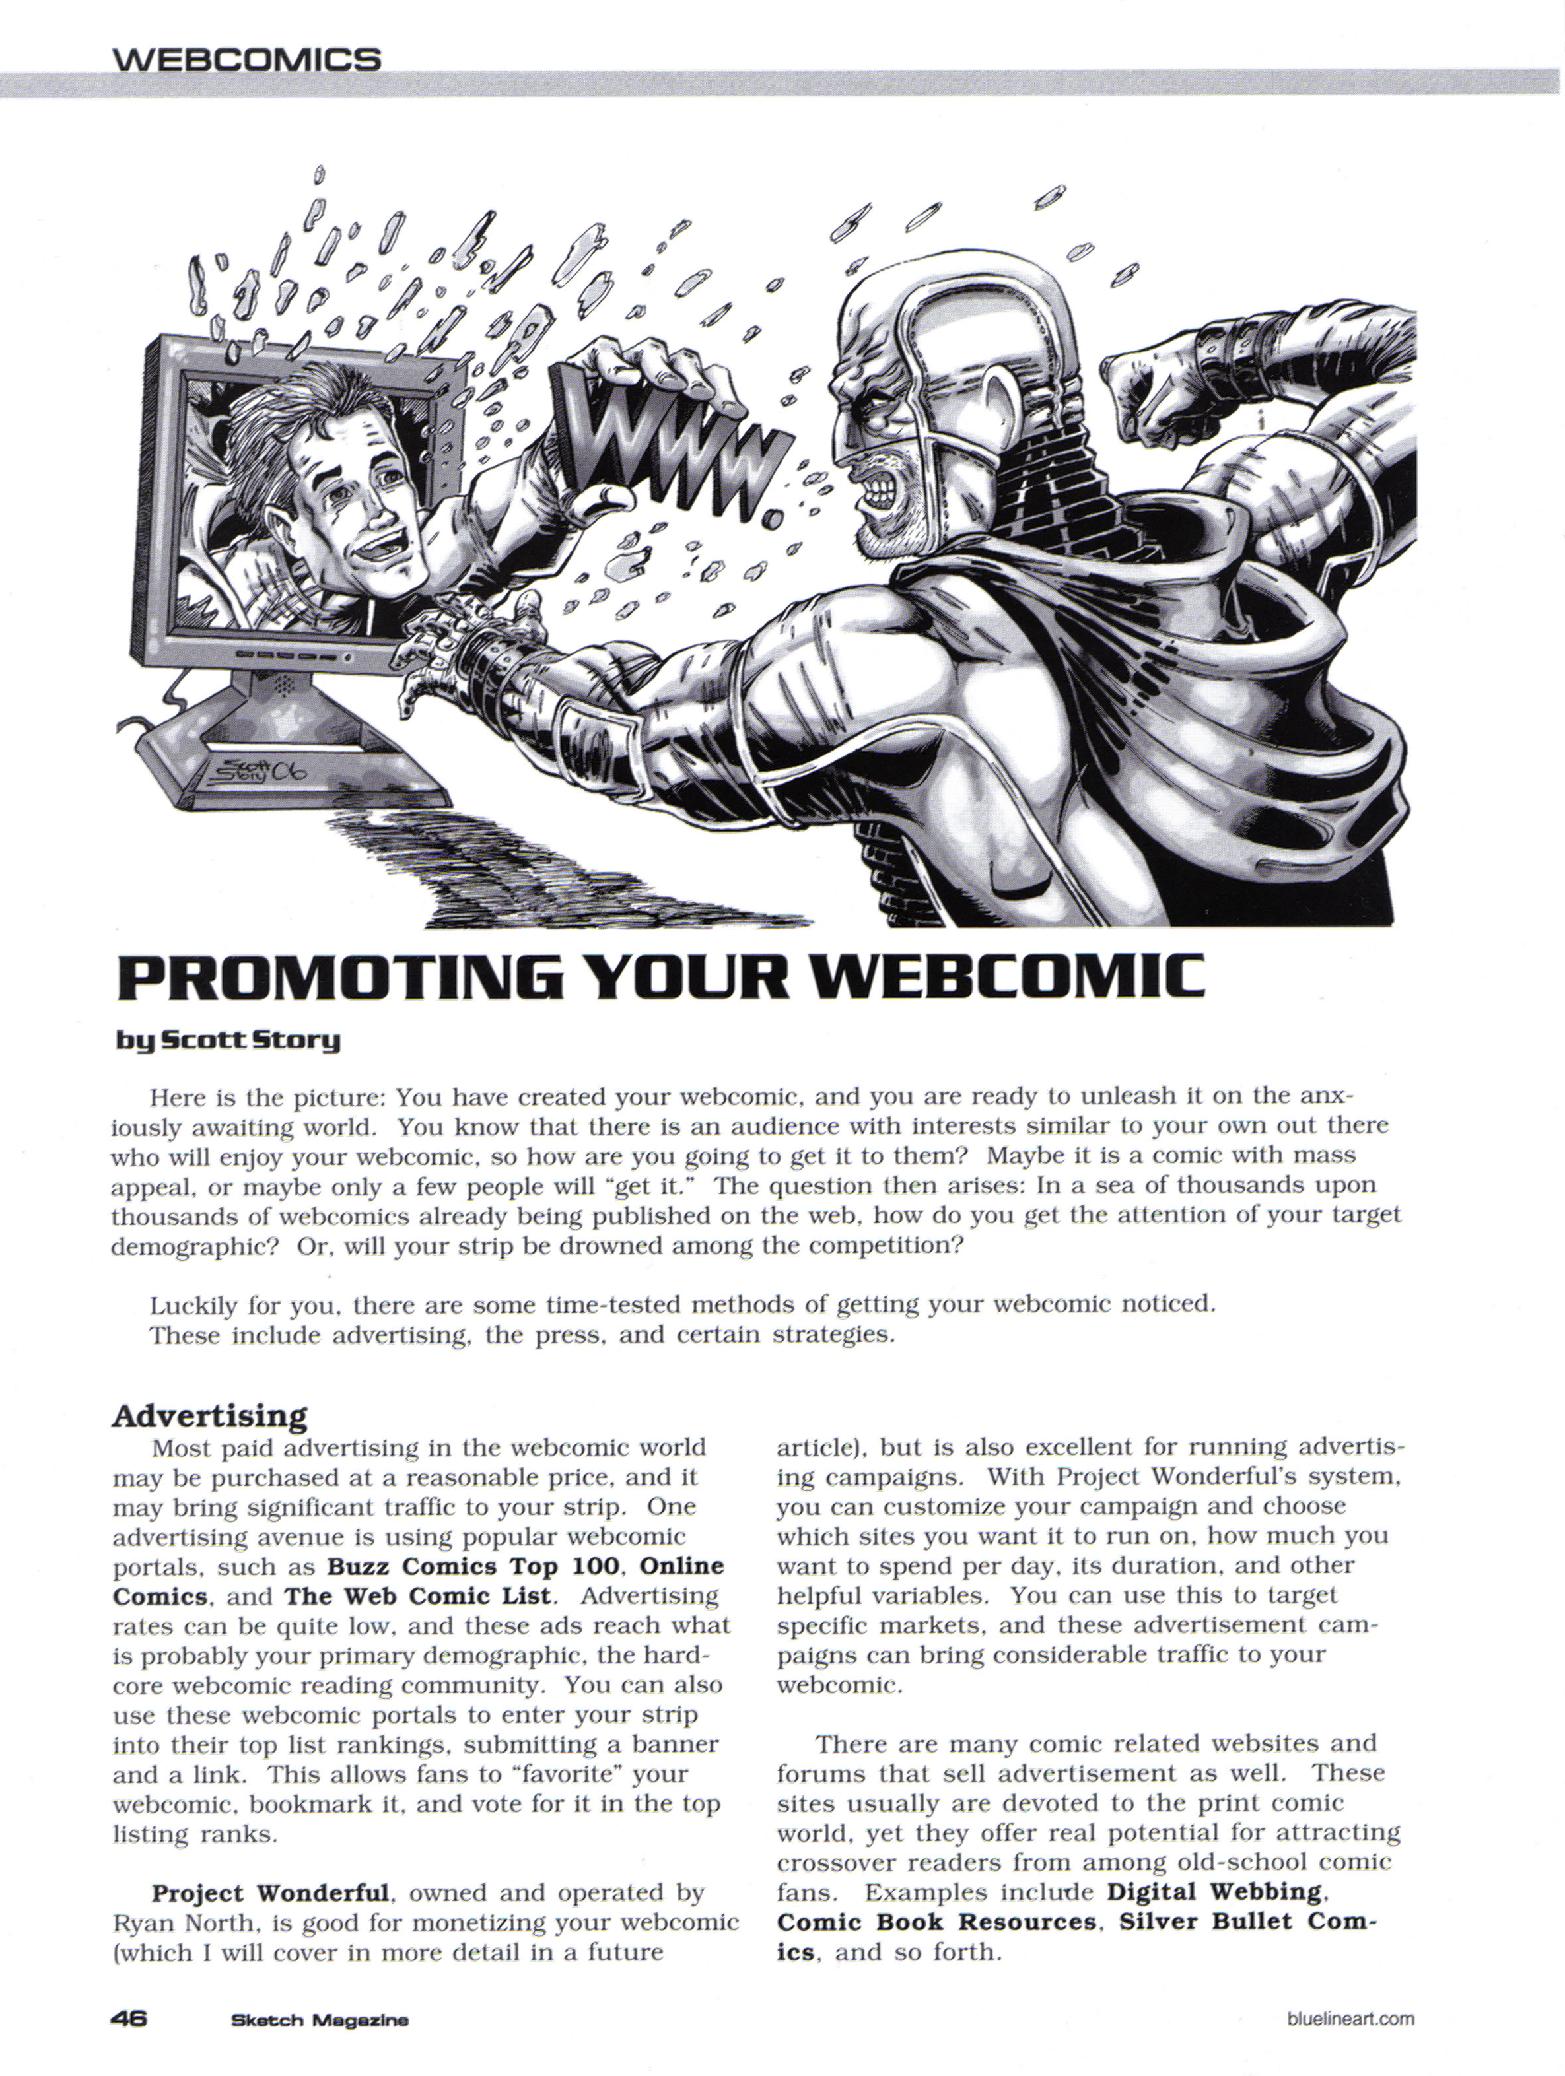 WEBCOMICS
WWW.
Scott
Story 06
PROMOTING YOUR WEBCOMIC
by Scott Story
Here is the picture: You have created your webcomic, and you are ready to unleash it on the anx-
iously awaiting world. You know that there is an audience with interests similar to your own out there
who will enjoy your webcomic, so how are you going to get it to them? Maybe it is a comic with mass
appeal, or maybe only a few people will “get it.” The question then arises: In a sea of thousands upon
thousands of webcomics already being published on the web, how do you get the attention of your target
demographic? Or, will your strip be drowned among the competition?
Luckily for you, there are some time-tested methods of getting your webcomic noticed.
These include advertising, the press, and certain strategies.
Advertising
Most paid advertising in the webcomic world
may be purchased at a reasonable price, and it
may bring significant traffic to your strip. One
advertising avenue is using popular webcomic
portals, such as Buzz Comics Top 100, Online
Comics, and The Web Comic List. Advertising
rates can be quite low, and these ads reach what
is probably your primary demographic, the hard-
core webcomic reading community. You can also
use these webcomic portals to enter your strip
into their top list rankings, submitting a banner
and a link. This allows fans to “favorite” your
webcomic, bookmark it, and vote for it in the top
listing ranks.
Project Wonderful, owned and operated by
Ryan North, is good for monetizing your webcomic
(which I will cover in more detail in a future
article), but is also excellent for running advertis-
ing campaigns. With Project Wonderful's system,
you can customize your campaign and choose
which sites you want it to run on, how much you
want to spend per day, its duration, and other
helpful variables. You can use this to target
specific markets, and these advertisement cam-
paigns can bring considerable traffic to your
webcomic.
There are many comic related websites and
forums that sell advertisement as well. These
sites usually are devoted to the print comic
world, yet they offer real potential for attracting
crossover readers from among old-school comic
fans. Examples include Digital Webbing,
Comic Book Resources, Silver Bullet Com-
ics, and so forth.
46 Sketch Magazine bluelineart.com